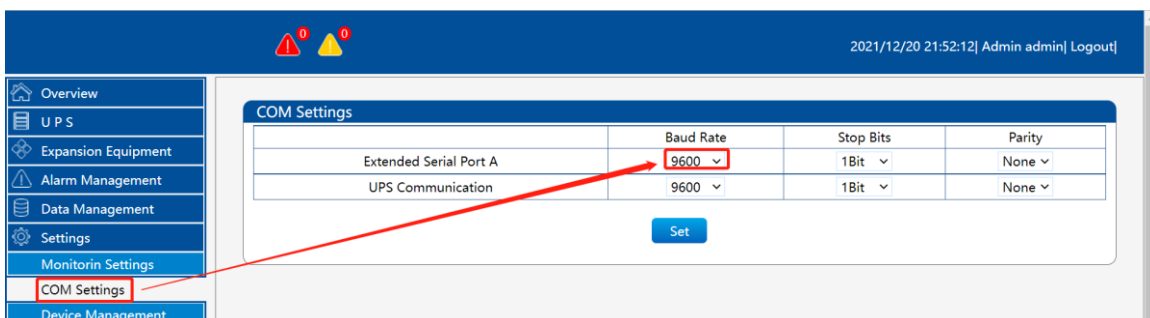 0 0
2021/12/20 21:52:12| Admin admin| Logout|
Overview
UPS
Expansion Equipment
Alarm Management
Data Management
Settings
Monitorin Settings
COM Settings
Device Management
COM Settings
Baud Rate Stop Bits Parity
Extended Serial Port A 9600 1Bit None
UPS Communication 9600 1Bit None
Set